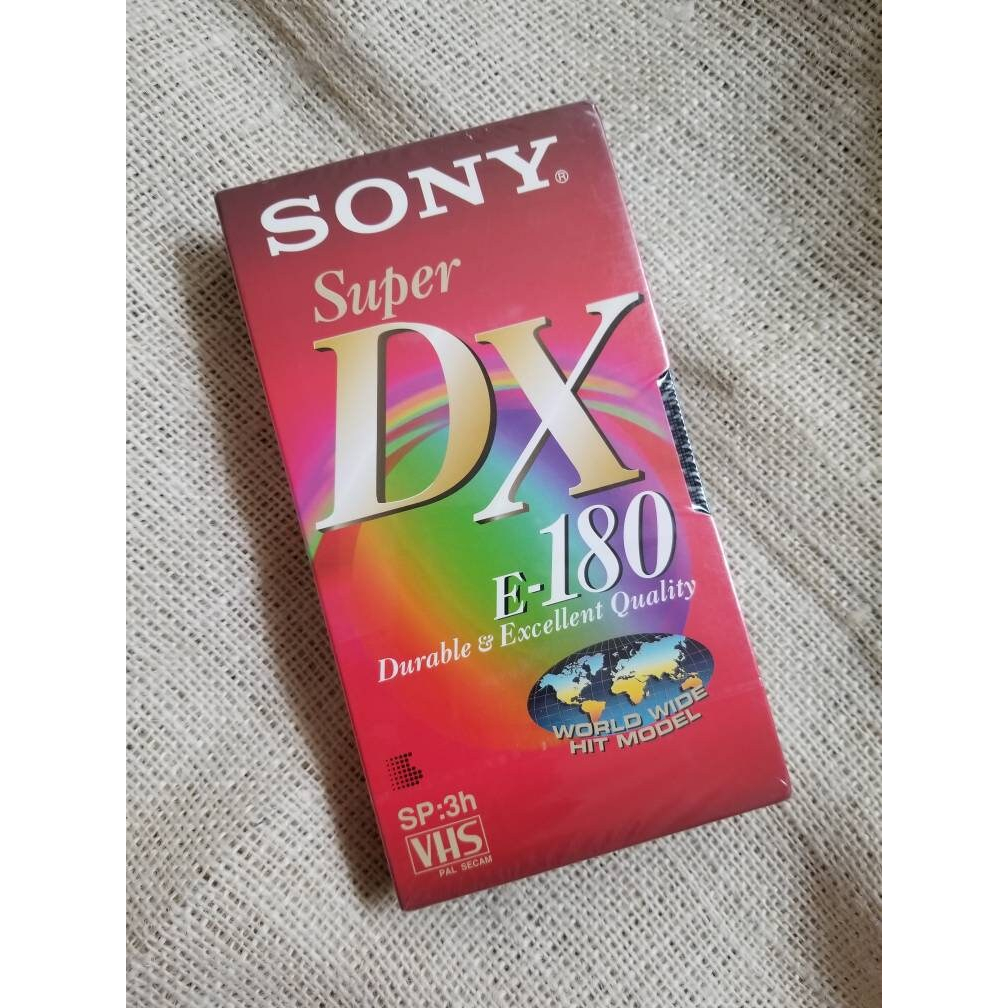 SONY®
Super
DX
E-180
Durable & Excellent Quality
WORLD WIDE
HIT MODEL
SP:3h
VHS
PAL SECAM